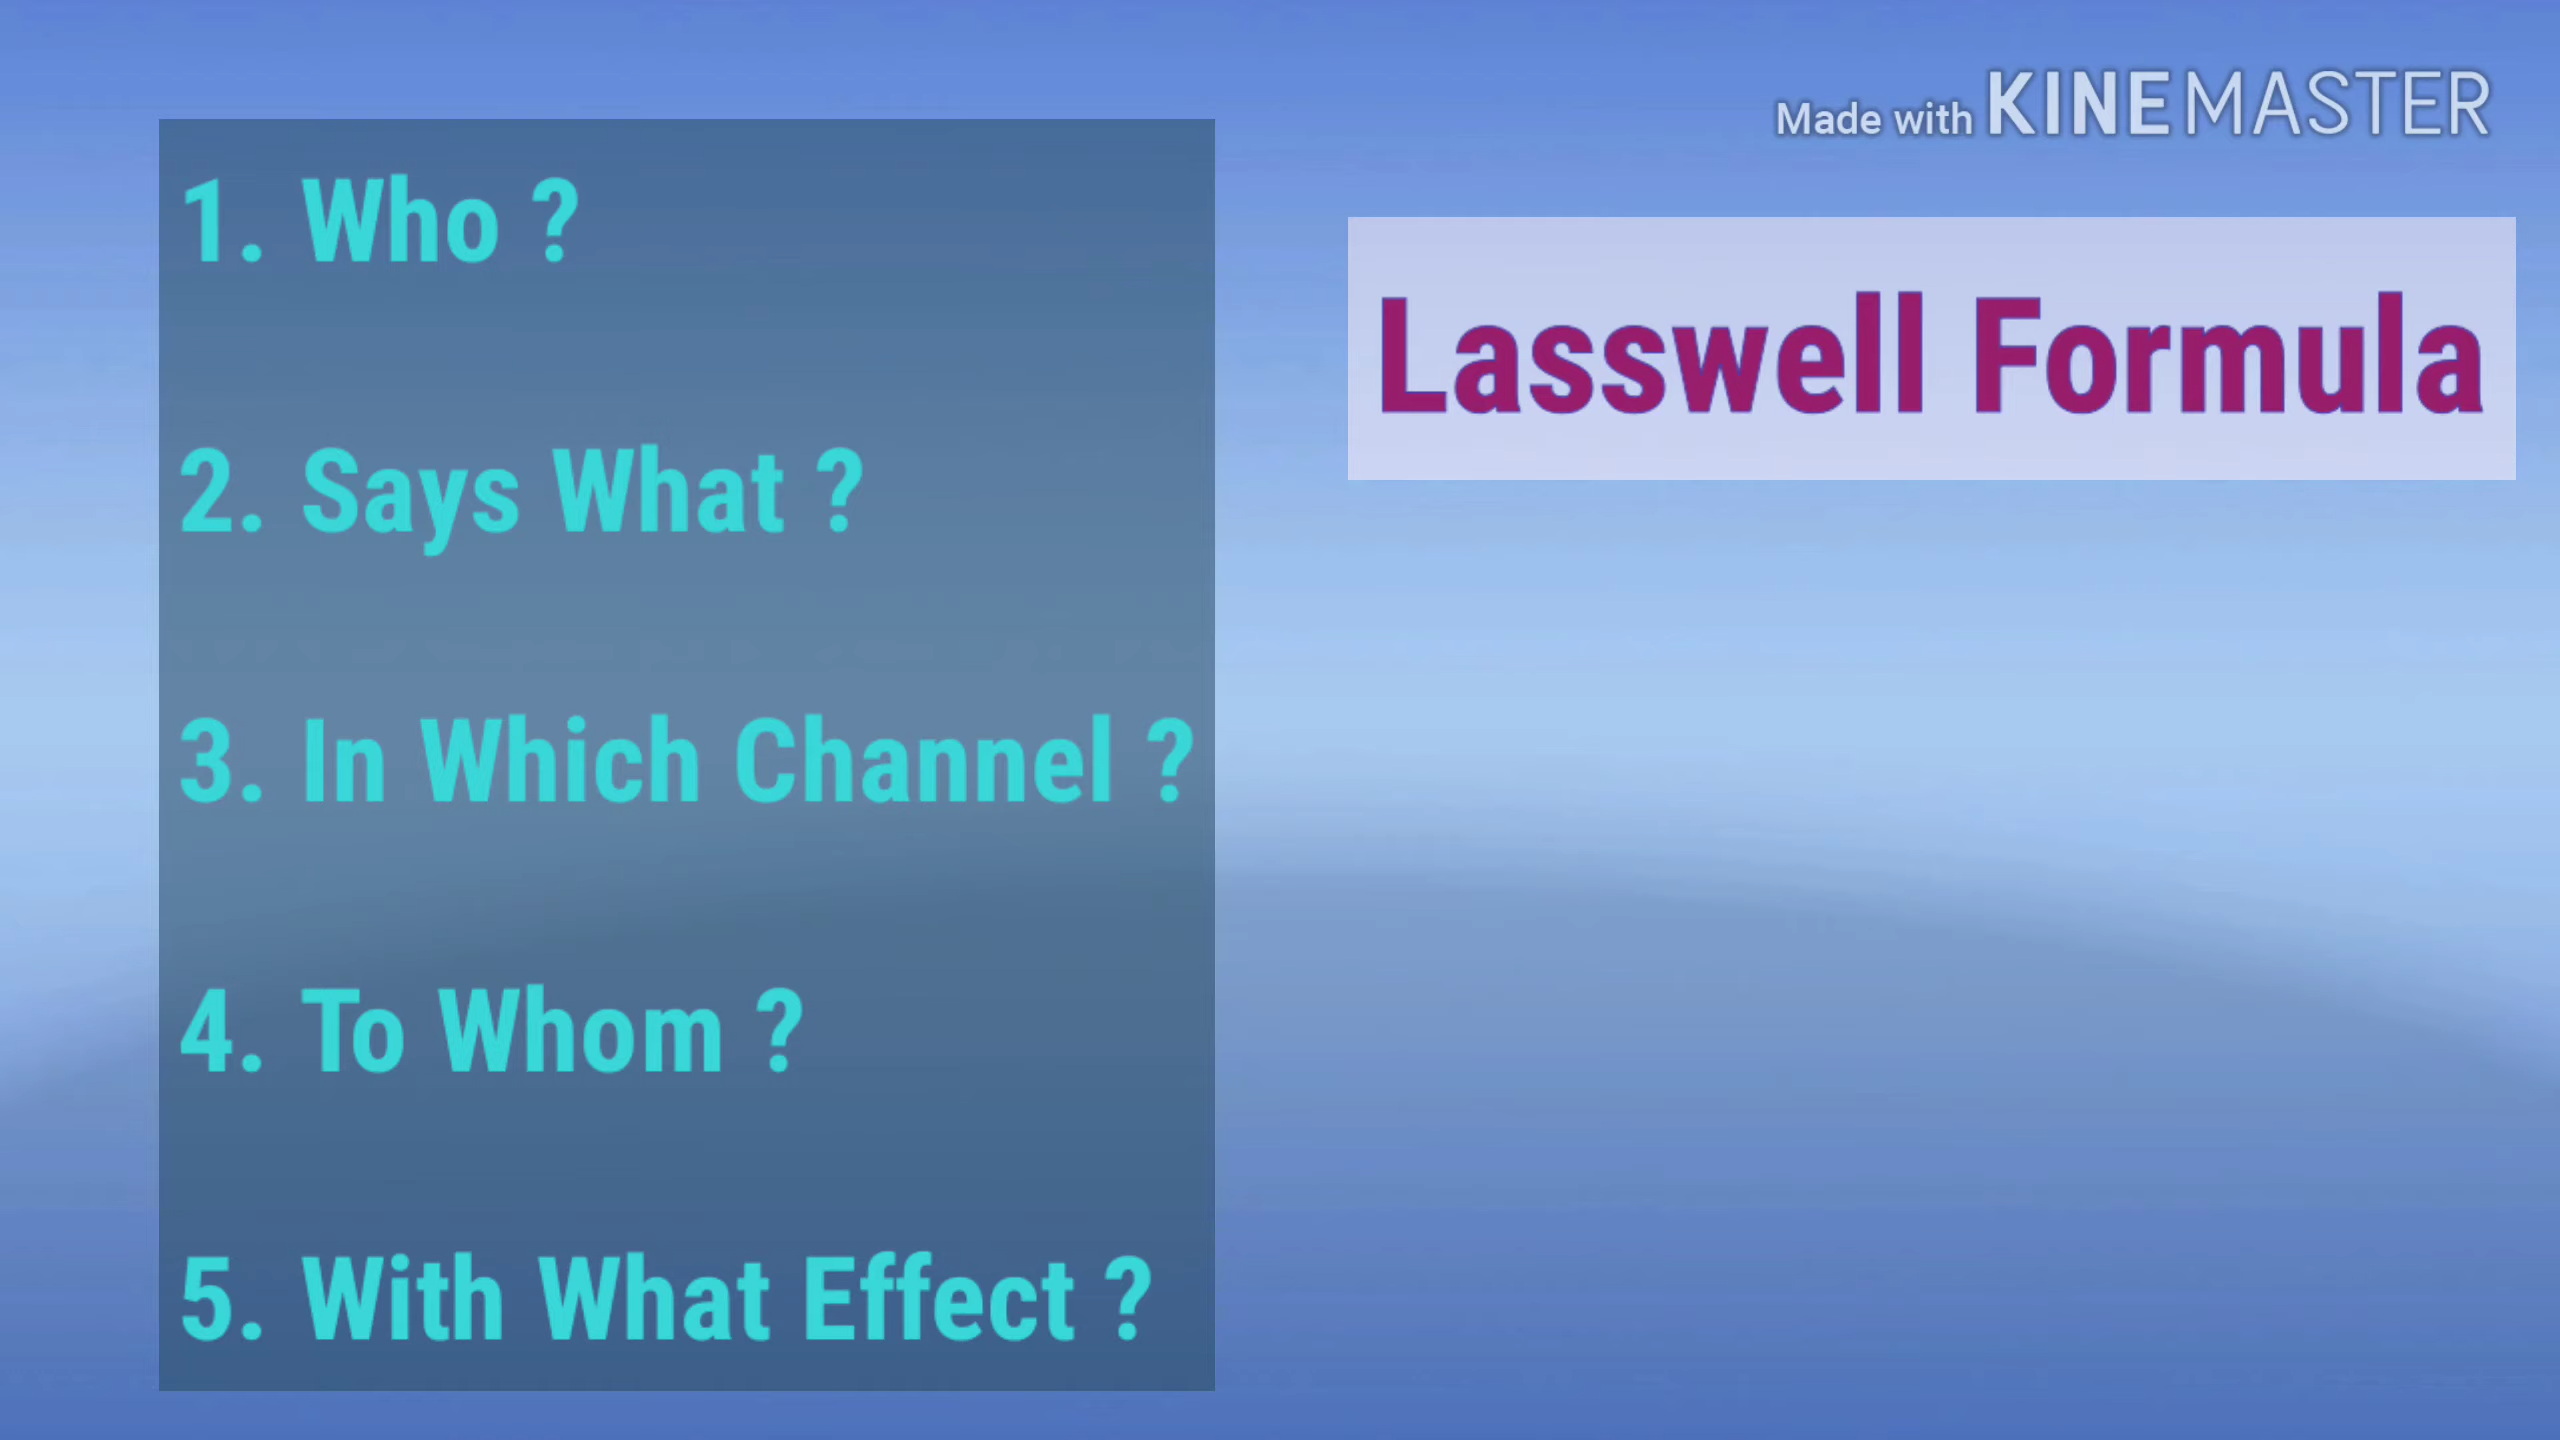 Made with KINEMASTER
Lasswell Formula
1. Who ?
2. Says What ?
3. In Which Channel ?
4. To Whom ?
5. With What Effect ?